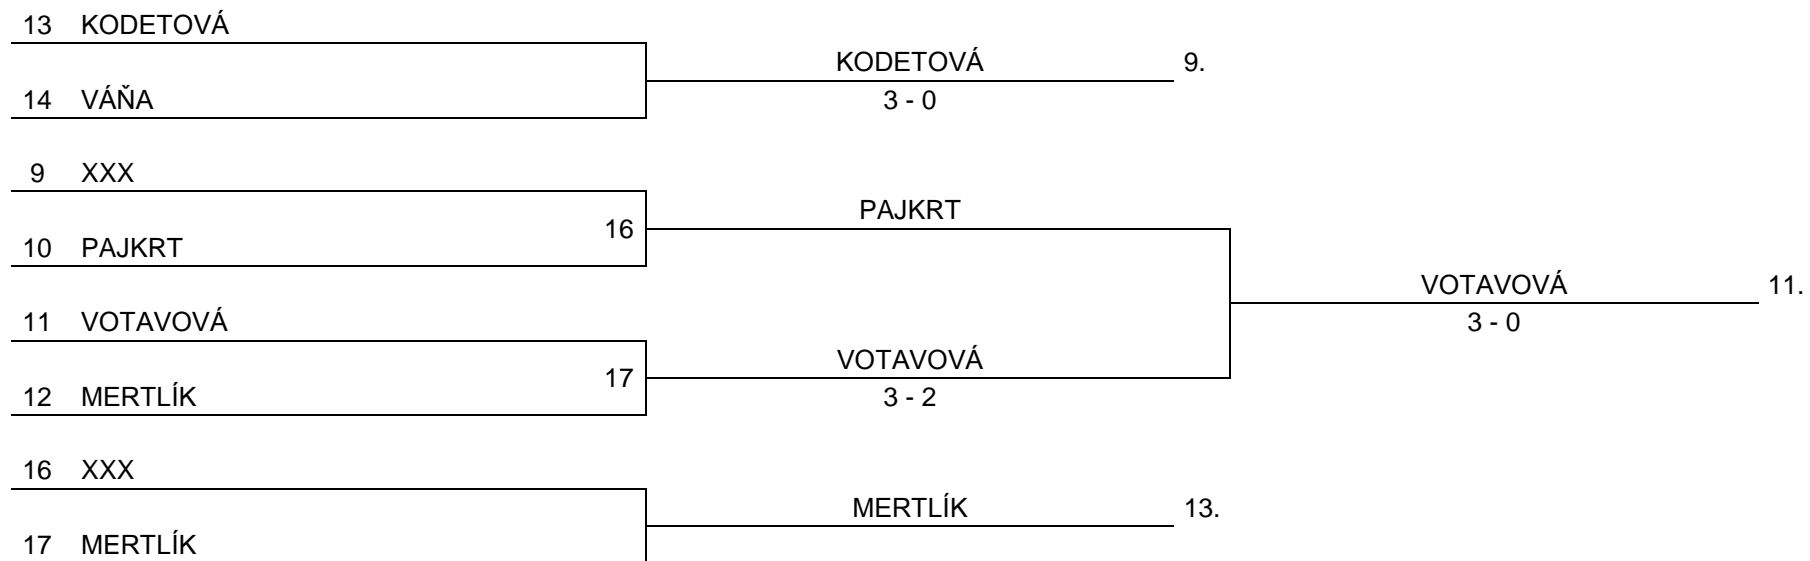 13 KODETOVÁ
KODETOVÁ 9.
14 VÁŇA
3 - 0
9 XXX
PAJKRT
16
10 PAJKRT
VOTAVOVÁ 11.
11 VOTAVOVÁ
3 - 0
VOTAVOVÁ
17
12 MERTLÍK
3 - 2
16 XXX
MERTLÍK 13.
17 MERTLÍK